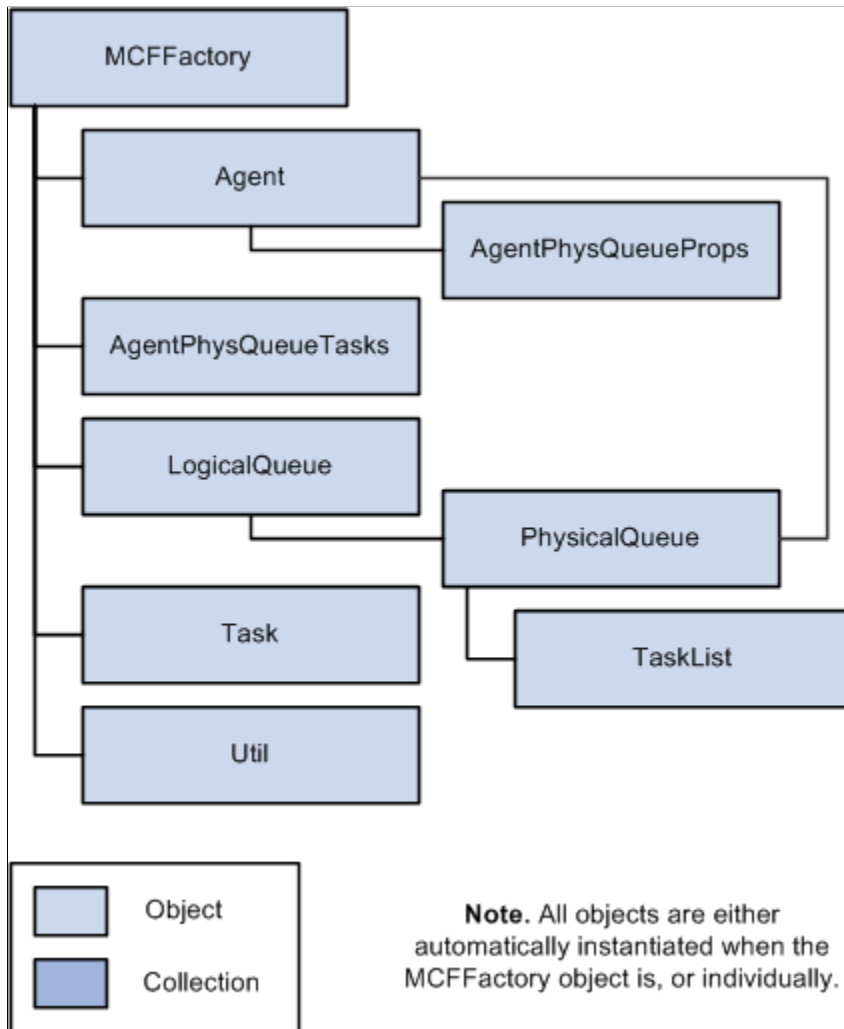 MCFFactory
Agent
AgentPhysQueueProps
AgentPhysQueueTasks
LogicalQueue
PhysicalQueue
Task
TaskList
Util
Object
Collection
Note. All objects are either
automatically instantiated when the
MCFFactory object is, or individually.